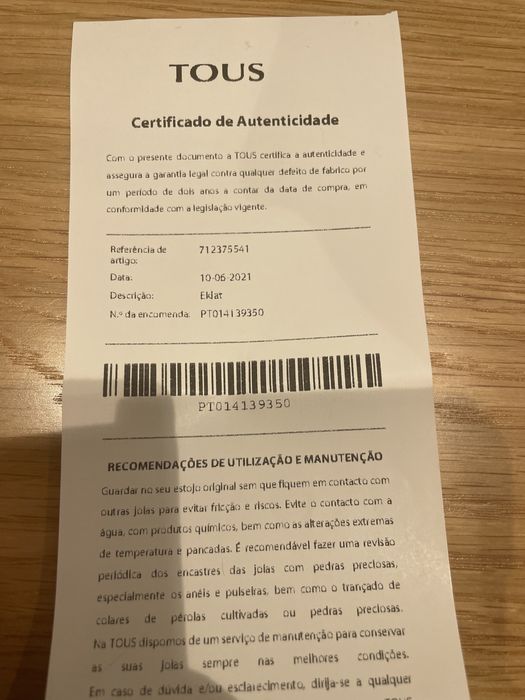 TOUS
Certificado de Autenticidade
Com o presente documento a TOUS certifica a autenticidade e
assegura a garantia legal contra qualquer defeito de fabrico por
um período de dois anos a contar da data de compra, em
conformidade com a legislação vigente.
Referência de artigo: 712375541
Data: 10-06-2021
Descrição: Eklat
N.º da encomenda: PT014139350
PT014139350
RECOMENDAÇÕES DE UTILIZAÇÃO E MANUTENÇÃO
Guardar no seu estojo original sem que fiquem em contacto com
outras joias para evitar fricção e riscos. Evite o contacto com a
água, com produtos químicos, bem como as alterações extremas
de temperatura e pancadas. É recomendável fazer uma revisão
periódica dos encastres das joias com pedras preciosas,
especialmente os anéis e pulseiras, bem como o trançado de
colares de pérolas cultivadas ou pedras preciosas.
Na TOUS dispomos de um serviço de manutenção para conservar
as suas joias sempre nas melhores condições.
Em caso de dúvida e/ou esclarecimento, dirija-se a qualquer
TOUS